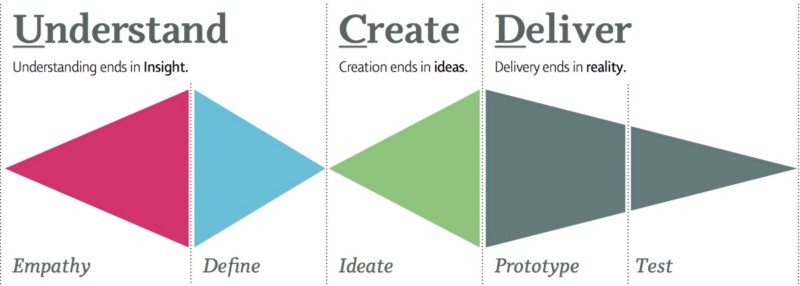 Understand
Understanding ends in Insight.
Create
Creation ends in ideas.
Deliver
Delivery ends in reality.
Empathy
Define
Ideate
Prototype
Test